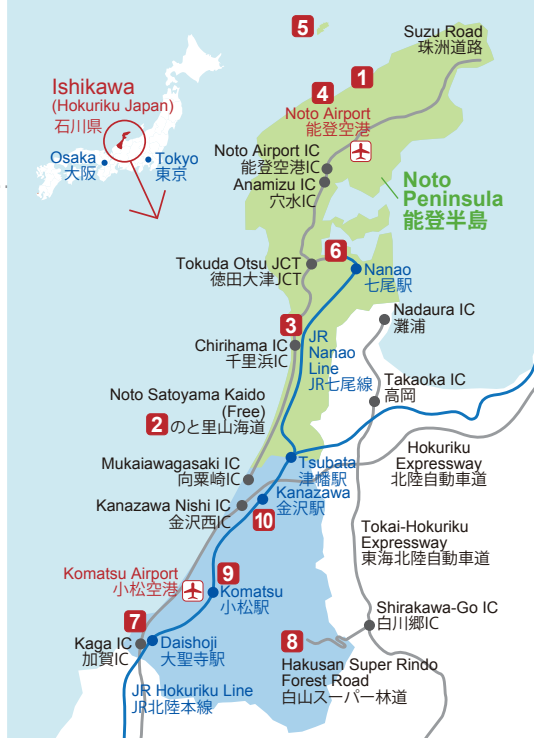 5
Suzu Road
珠洲道路
1
Ishikawa
(Hokuriku Japan)
石川県
4
Noto Airport
能登空港
Osaka
大阪
Tokyo
東京
Noto Airport IC
能登空港IC
Anamizu IC
穴水IC
Noto
Peninsula
能登半島
6
Tokuda Otsu JCT
徳田大津JCT
Nanao
七尾駅
Nadaura IC
灘浦
3
Chirihama IC
千里浜IC
JR
Nanao
Line
JR七尾線
Takaoka IC
高岡
Noto Satoyama Kaido
(Free)
2
のと里山海道
Mukaiawagasaki IC
向粟崎IC
Tsubata
津幡駅
Hokuriku
Expressway
北陸自動車道
Kanazawa Nishi IC
金沢西IC
Kanazawa
金沢駅
10
Tokai-Hokuriku
Expressway
東海北陸自動車道
Komatsu Airport
小松空港
9
Komatsu
小松駅
7
Kaga IC
加賀IC
Daishoji
大聖寺駅
8
Shirakawa-Go IC
白川郷IC
Hakusan Super Rindo
Forest Road
白山スーパー林道
JR Hokuriku Line
JR北陸本線